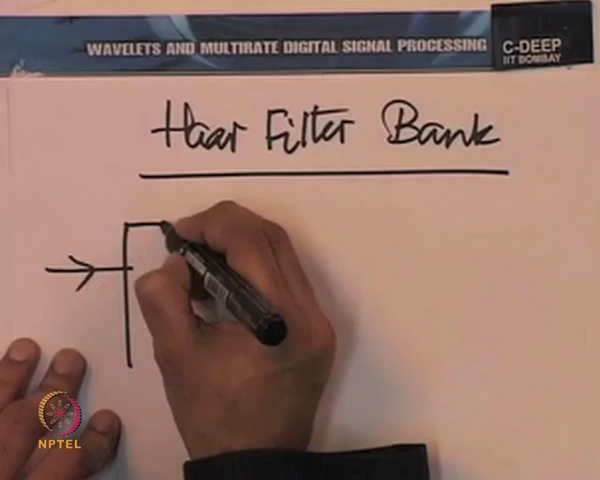 WAVELETS AND MULTIRATE DIGITAL SIGNAL PROCESSING
C-DEEP
IIT BOMBAY
Haar Filter Bank
NPTEL